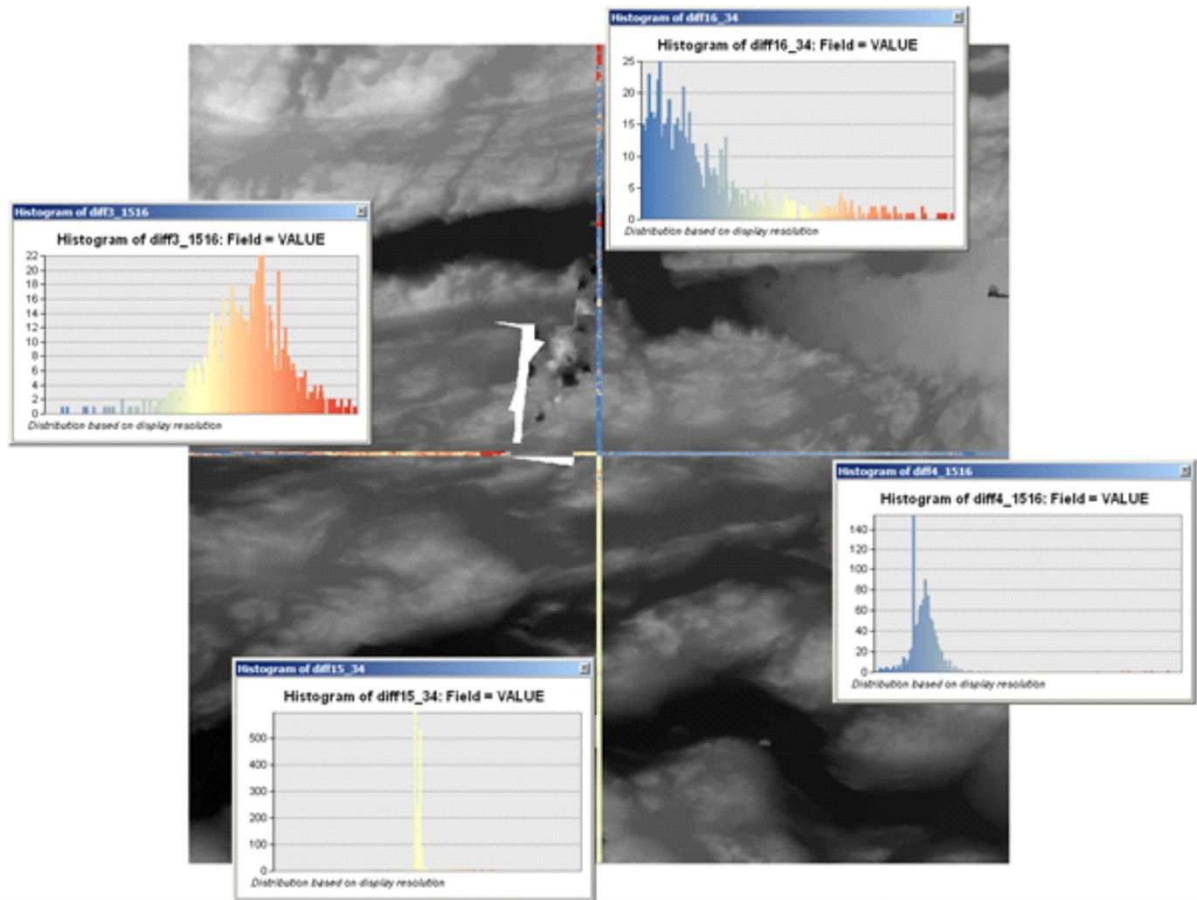 Histogram of diff16_34
Histogram of diff16_34: Field = VALUE
25
20
15
10
5
0
Distribution based on display resolution
Histogram of diff3_1516
Histogram of diff3_1516: Field = VALUE
22
20
18
16
14
12
10
8
6
4
2
0
Distribution based on display resolution
Histogram of diff4_1516
Histogram of diff4_1516: Field = VALUE
140
120
100
80
60
40
20
0
Distribution based on display resolution
Histogram of diff15_34
Histogram of diff15_34: Field = VALUE
500
400
300
200
100
0
Distribution based on display resolution